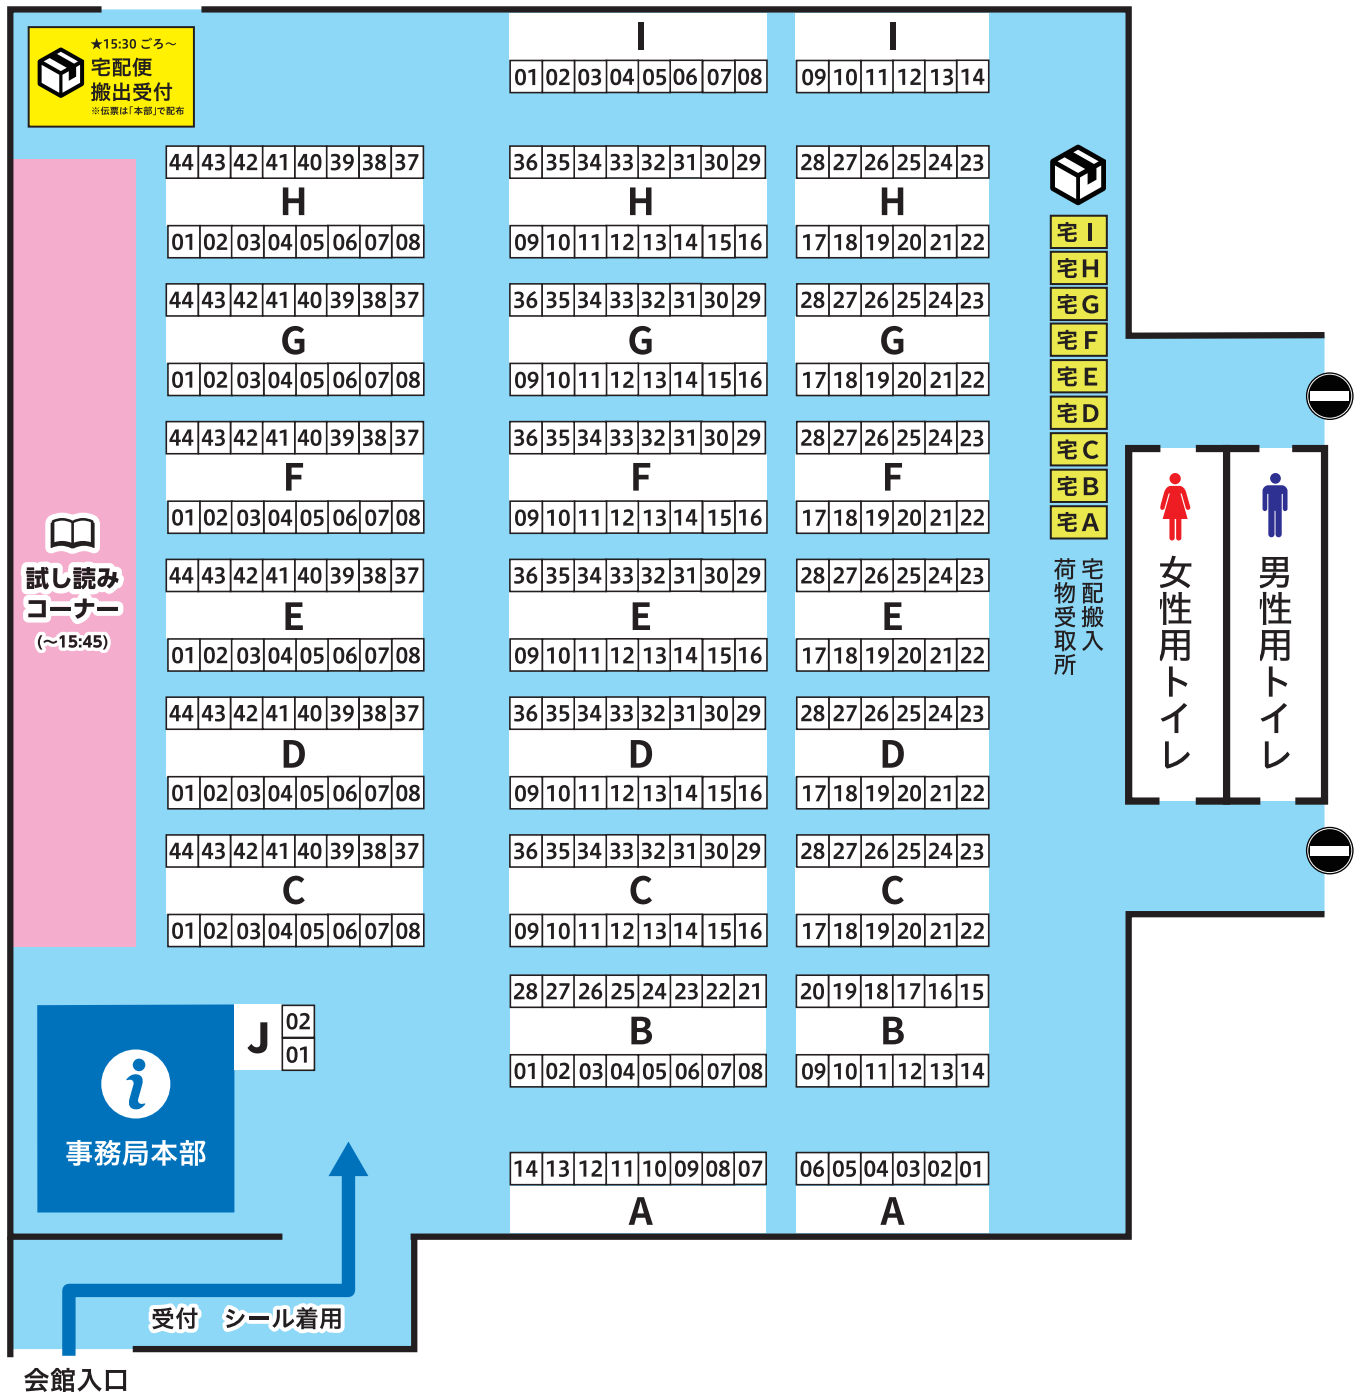 ★15:30 ごろ～
宅配便
搬出受付
※伝票は「本部」で配布
I I
01 02 03 04 05 06 07 08 09 10 11 12 13 14
44 43 42 41 40 39 38 37 36 35 34 33 32 31 30 29 28 27 26 25 24 23
H H H
01 02 03 04 05 06 07 08 09 10 11 12 13 14 15 16 17 18 19 20 21 22
44 43 42 41 40 39 38 37 36 35 34 33 32 31 30 29 28 27 26 25 24 23
G G G
01 02 03 04 05 06 07 08 09 10 11 12 13 14 15 16 17 18 19 20 21 22
44 43 42 41 40 39 38 37 36 35 34 33 32 31 30 29 28 27 26 25 24 23
F F F
01 02 03 04 05 06 07 08 09 10 11 12 13 14 15 16 17 18 19 20 21 22
44 43 42 41 40 39 38 37 36 35 34 33 32 31 30 29 28 27 26 25 24 23
E E E
01 02 03 04 05 06 07 08 09 10 11 12 13 14 15 16 17 18 19 20 21 22
44 43 42 41 40 39 38 37 36 35 34 33 32 31 30 29 28 27 26 25 24 23
D D D
01 02 03 04 05 06 07 08 09 10 11 12 13 14 15 16 17 18 19 20 21 22
44 43 42 41 40 39 38 37 36 35 34 33 32 31 30 29 28 27 26 25 24 23
C C C
01 02 03 04 05 06 07 08 09 10 11 12 13 14 15 16 17 18 19 20 21 22
28 27 26 25 24 23 22 21 20 19 18 17 16 15
B B
01 02 03 04 05 06 07 08 09 10 11 12 13 14
14 13 12 11 10 09 08 07 06 05 04 03 02 01
A A
宅 I
宅 H
宅 G
宅 F
宅 E
宅 D
宅 C
宅 B
宅 A
宅配搬入
荷物受取所
女性用トイレ
男性用トイレ
試し読み
コーナー
(～15:45)
J
02
01
i
事務局本部
受付 シール着用
会館入口